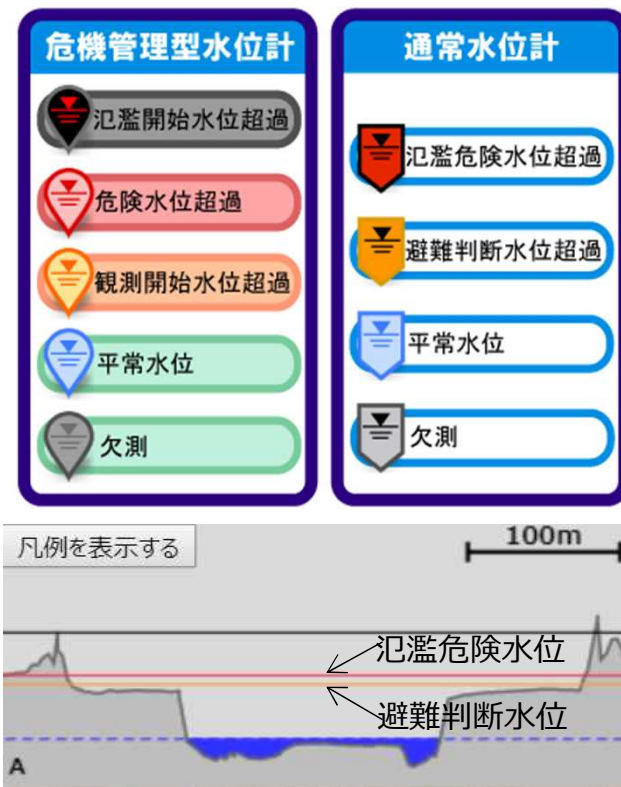 危機管理型水位計
氾濫開始水位超過
危険水位超過
観測開始水位超過
平常水位
欠測
通常水位計
氾濫危険水位超過
避難判断水位超過
平常水位
欠測
凡例を表示する
100m
氾濫危険水位
避難判断水位
A